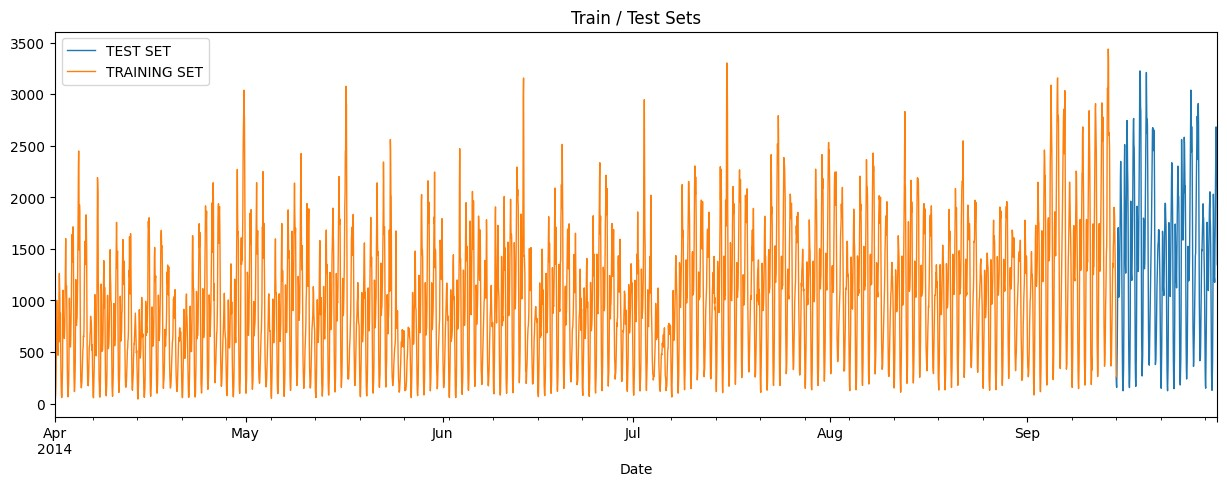 Train / Test Sets
TEST SET
TRAINING SET
3500
3000
2500
2000
1500
1000
500
0
Apr May Jun Jul Aug Sep
2014
Date